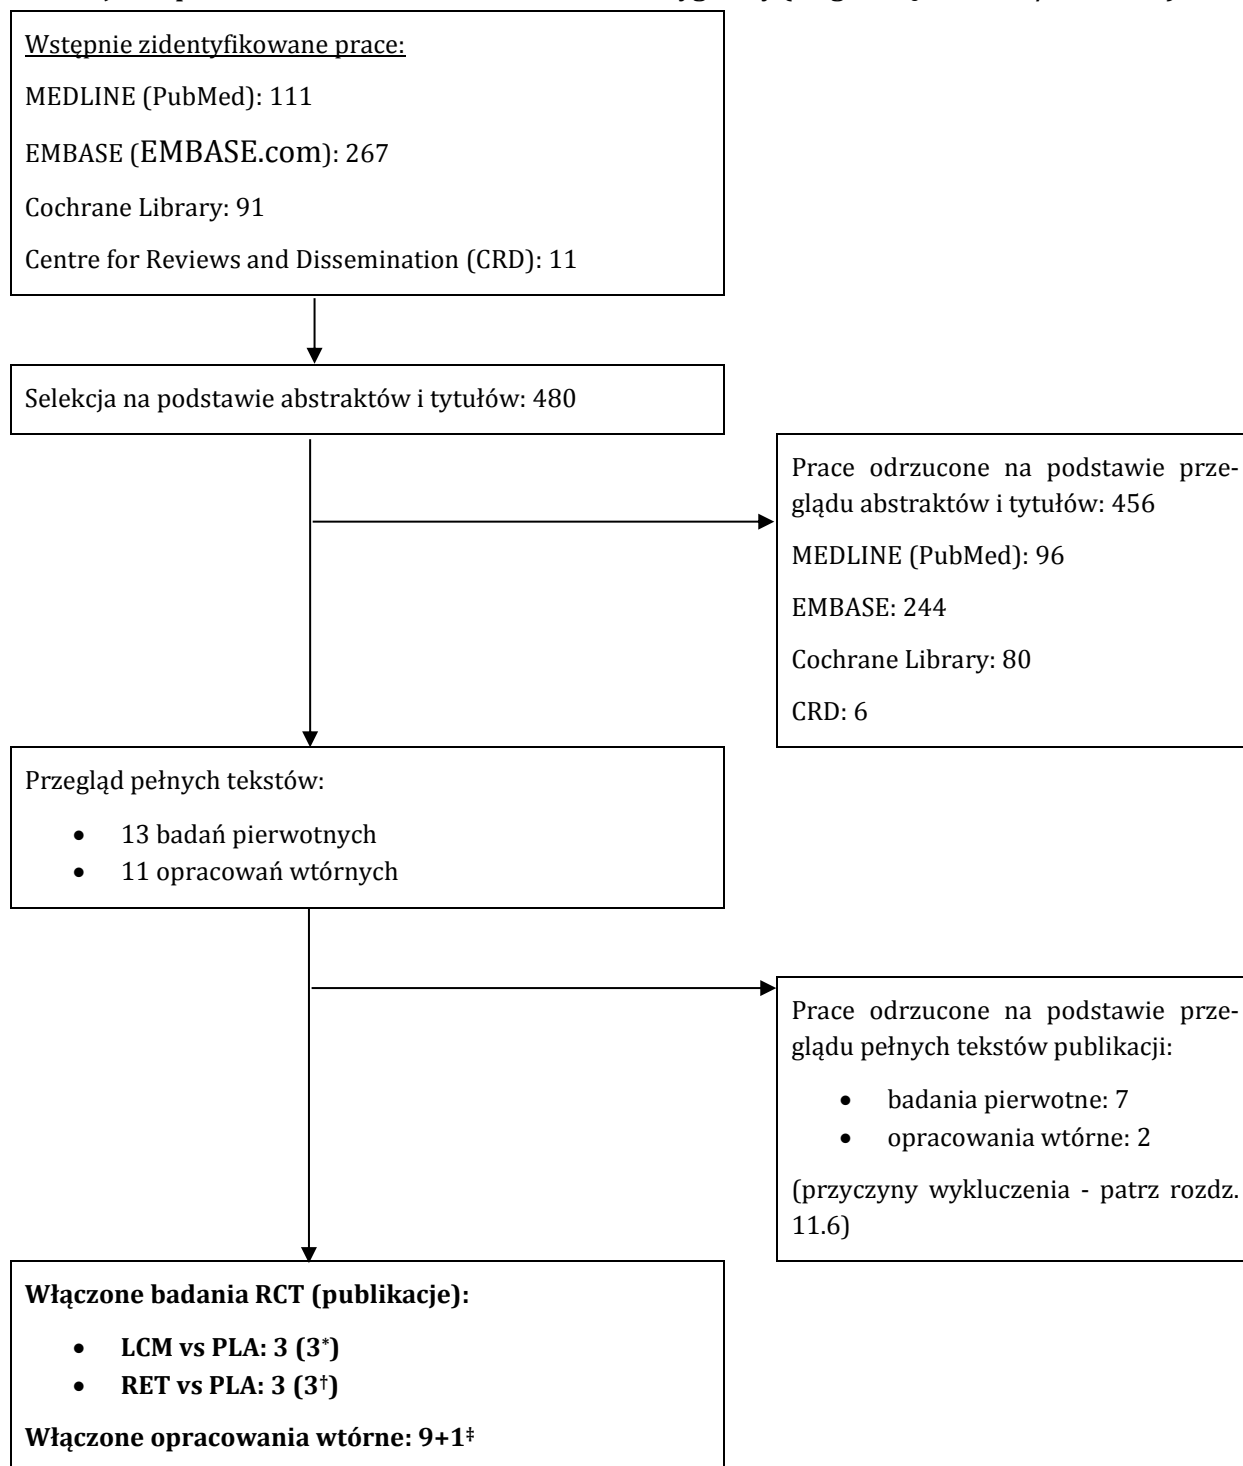 Wstępnie zidentyfikowane prace:
MEDLINE (PubMed): 111
EMBASE (EMBASE.com): 267
Cochrane Library: 91
Centre for Reviews and Dissemination (CRD): 11
Selekcja na podstawie abstraktów i tytułów: 480
Prace odrzucone na podstawie prze-
glądu abstraktów i tytułów: 456
MEDLINE (PubMed): 96
EMBASE: 244
Cochrane Library: 80
CRD: 6
Przegląd pełnych tekstów:
• 13 badań pierwotnych
• 11 opracowań wtórnych
Prace odrzucone na podstawie prze-
glądu pełnych tekstów publikacji:
• badania pierwotne: 7
• opracowania wtórne: 2
(przyczyny wykluczenia - patrz rozdz.
11.6)
Włączone badania RCT (publikacje):
• LCM vs PLA: 3 (3*)
• RET vs PLA: 3 (3†)
Włączone opracowania wtórne: 9+1‡